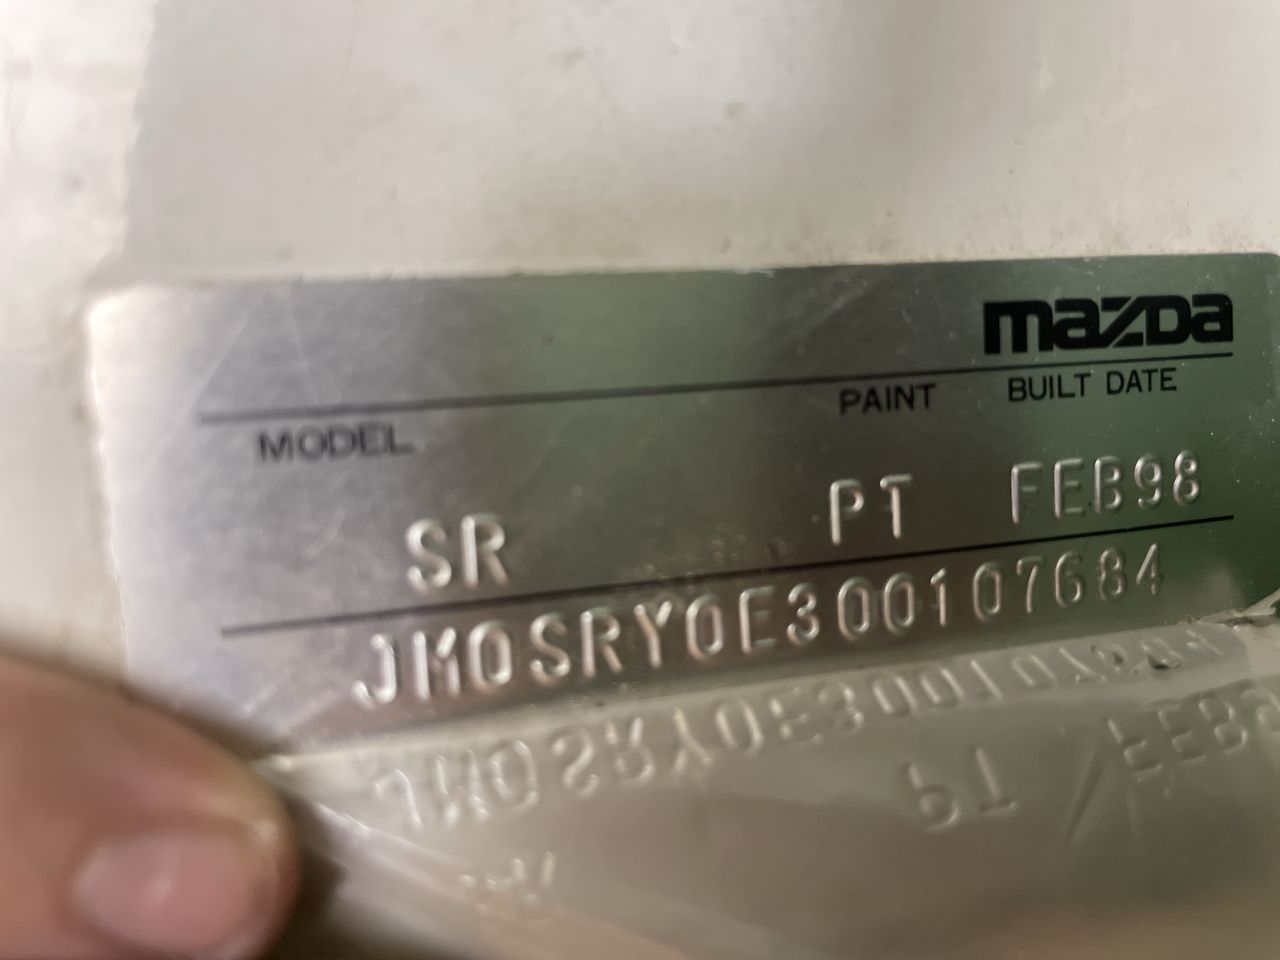 mazda
MODEL PAINT BUILT DATE
SR PT FEB98
JM0SRY0E300107684